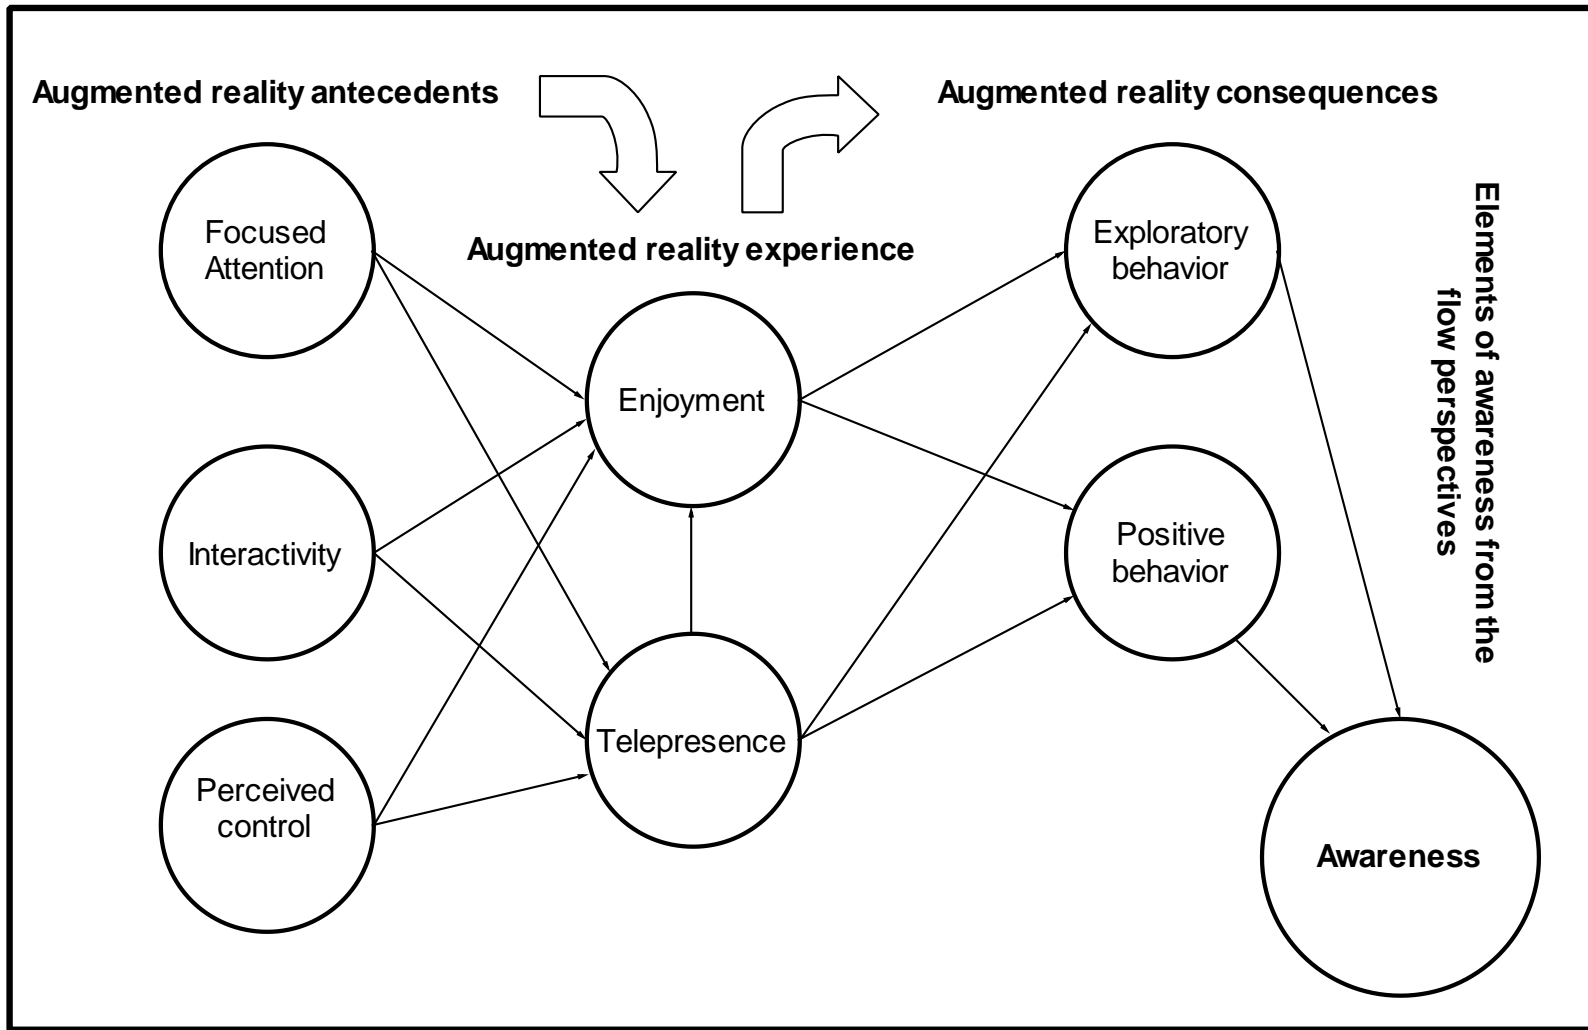 Augmented reality antecedents
Augmented reality consequences
Augmented reality experience
Focused
Attention
Interactivity
Perceived
control
Enjoyment
Telepresence
Exploratory
behavior
Positive
behavior
Elements of awareness from the
flow perspectives
Awareness